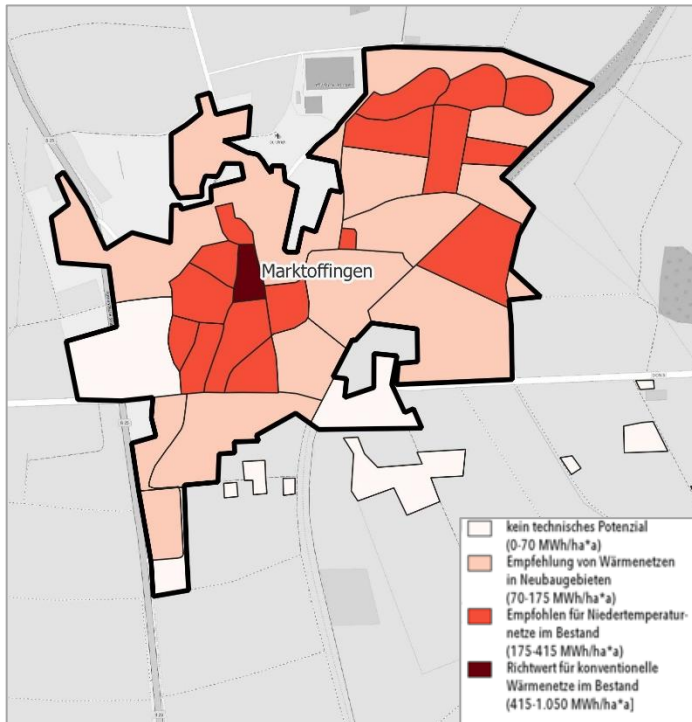 Marktoffingen
kein technisches Potenzial
(0-70 MWh/ha*a)
Empfehlung von Wärmenetzen
in Neubaugebieten
(70-175 MWh/ha*a)
Empfohlen für Niedertemperatur-
netze im Bestand
(175-415 MWh/ha*a)
Richtwert für konventionelle
Wärmenetze im Bestand
(415-1.050 MWh/ha*a]